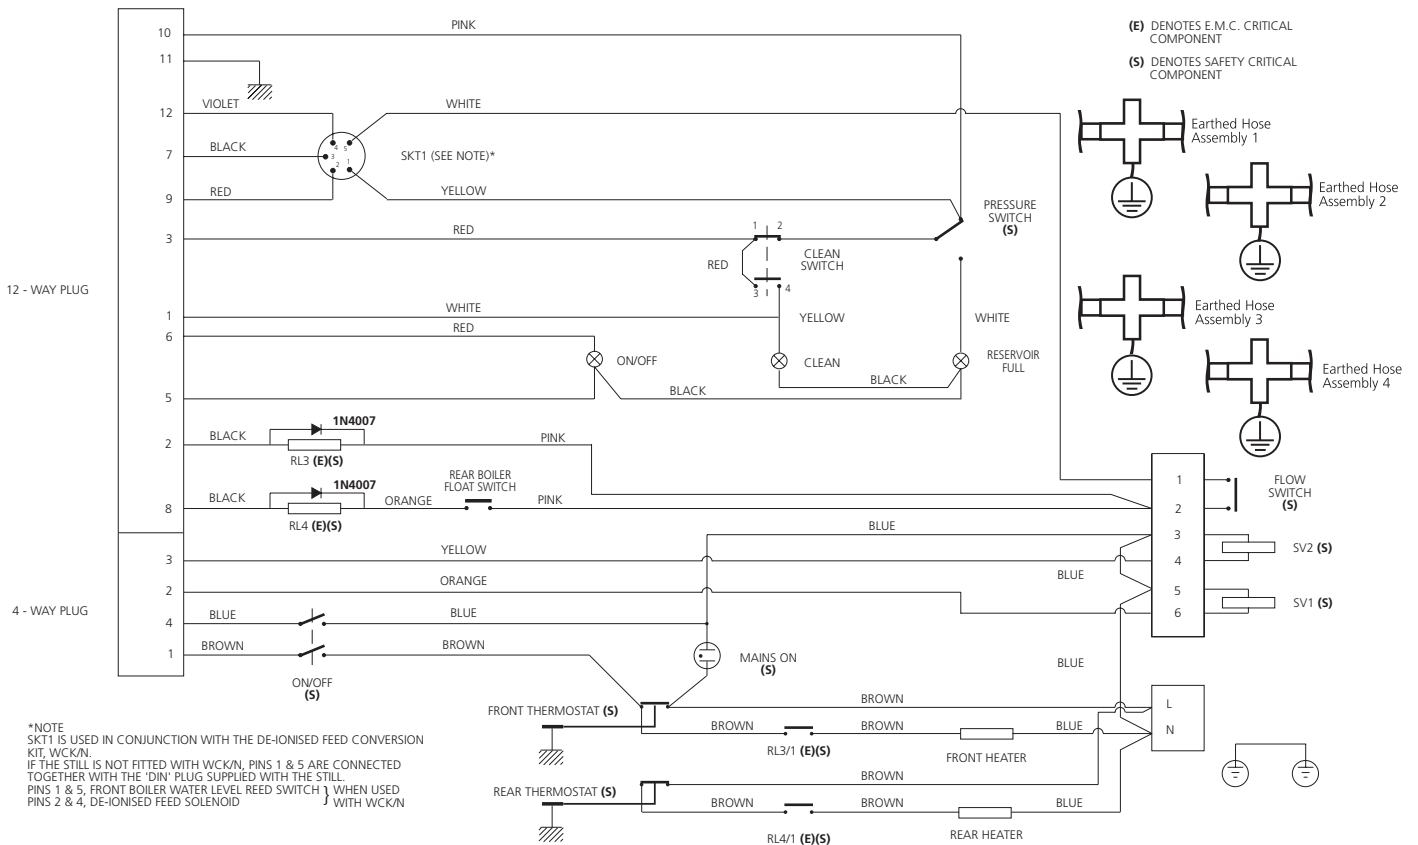 10
PINK
(E) DENOTES E.M.C. CRITICAL
COMPONENT
11
(S) DENOTES SAFETY CRITICAL
COMPONENT
12
VIOLET
WHITE
Earthed Hose
Assembly 1
4 5
3
2 1
7
BLACK
SKT1 (SEE NOTE)*
9
RED
YELLOW
Earthed Hose
Assembly 2
PRESSURE
SWITCH
(S)
3
RED
1 2
CLEAN
SWITCH
RED
3 4
12 - WAY PLUG
Earthed Hose
Assembly 3
1
WHITE
YELLOW
WHITE
6
RED
ON/OFF
CLEAN
RESERVOIR
FULL
Earthed Hose
Assembly 4
BLACK
5
BLACK
1N4007
2
BLACK
PINK
RL3 (E)(S)
1N4007
REAR BOILER
FLOAT SWITCH
8
BLACK
ORANGE
PINK
RL4 (E)(S)
1
2
FLOW
SWITCH
(S)
BLUE
3
4
SV2 (S)
3
YELLOW
BLUE
2
ORANGE
5
6
SV1 (S)
4 - WAY PLUG
4
BLUE
BLUE
1
BROWN
BROWN
MAINS ON
(S)
BLUE
ON/OFF
(S)
BROWN
L
N
FRONT THERMOSTAT (S)
BROWN
BROWN
BLUE
RL3/1 (E)(S)
FRONT HEATER
BROWN
REAR THERMOSTAT (S)
BROWN
BROWN
BLUE
RL4/1 (E)(S)
REAR HEATER
*NOTE
SKT1 IS USED IN CONJUNCTION WITH THE DE-IONISED FEED CONVERSION
KIT, WCK/N.
IF THE STILL IS NOT FITTED WITH WCK/N, PINS 1 & 5 ARE CONNECTED
TOGETHER WITH THE 'DIN' PLUG SUPPLIED WITH THE STILL.
PINS 1 & 5, FRONT BOILER WATER LEVEL REED SWITCH } WHEN USED
PINS 2 & 4, DE-IONISED FEED SOLENOID WITH WCK/N